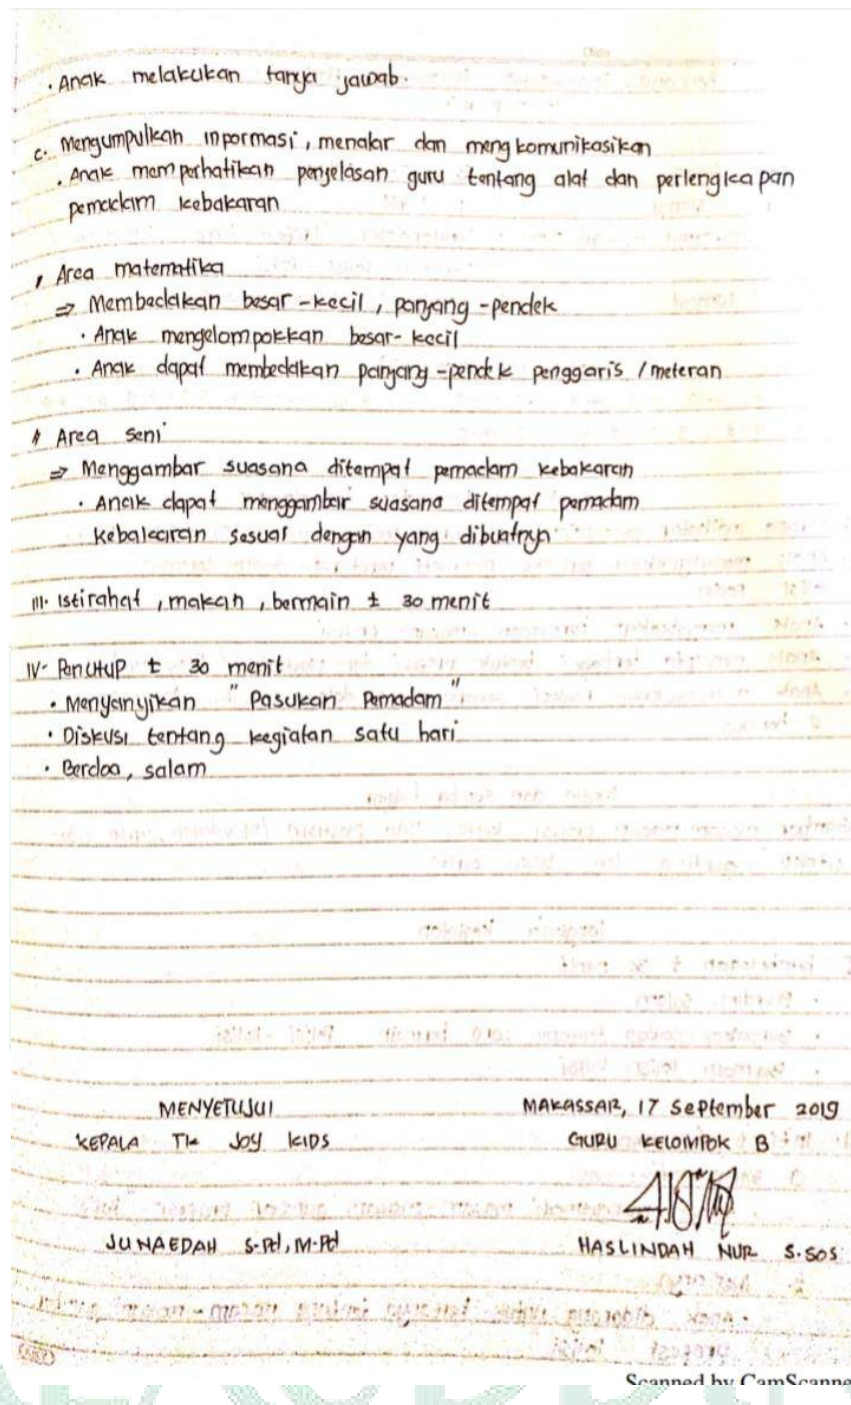 • Anak melakukan tanya jawab.
c. Mengumpulkan inpormasi, menalar dan mengkomunikasikan
• Anak memperhatikan penjelasan guru tentang alat dan perlengkapan
pemadam kebakaran
Area matematika
⇒ Membedakan besar-kecil, panjang-pendek
• Anak mengelompokkan besar-kecil
• Anak dapat membedakan panjang-pendek penggaris / meteran
Area seni
⇒ Menggambar suasana ditempat pemadam kebakaran
• Anak dapat menggambar suasana ditempat pemadam
kebakaran sesuai dengan yang dibuatnya
III. Istirahat, makan, bermain ± 30 menit
IV. Penutup ± 30 menit
• Menyanyikan "Pasukan Pemadam"
• Diskusi tentang kegiatan satu hari
• Berdoa, salam
MAKASSAR, 17 September 2019
MENYETUJUI
KEPALA TK JOY KIDS
GURU KELOMPOK B
JUNAEDAH S.Pd, M.Pd
HASLINDAH NUR S.SOS
Scanned by CamScanne